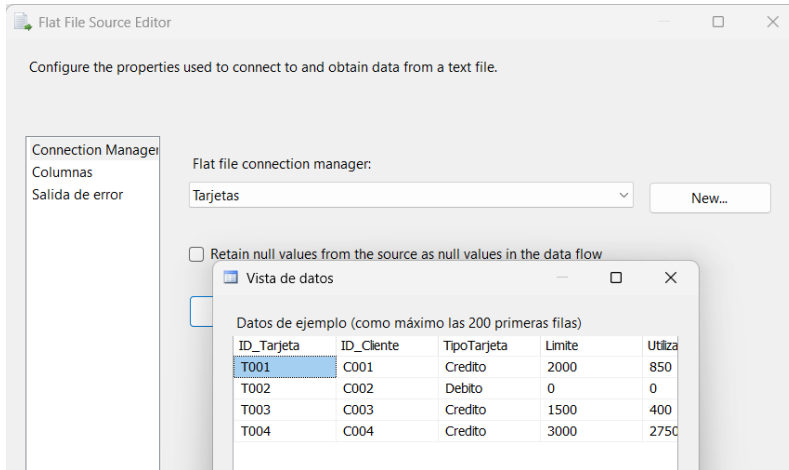 Flat File Source Editor
Configure the properties used to connect to and obtain data from a text file.
Connection Manager
Columnas
Salida de error
Flat file connection manager:
Tarjetas
New...
Retain null values from the source as null values in the data flow
Vista de datos
Datos de ejemplo (como máximo las 200 primeras filas)
ID_Tarjeta ID_Cliente TipoTarjeta Limite Utiliza
T001 C001 Credito 2000 850
T002 C002 Debito 0 0
T003 C003 Credito 1500 400
T004 C004 Credito 3000 2750